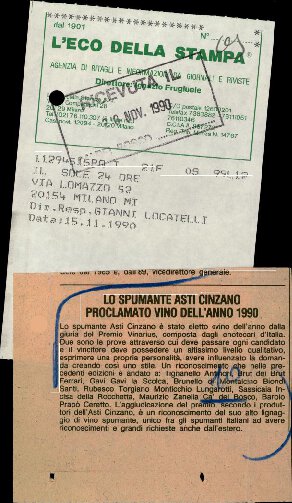 dal 1901
N°
L'ECO DELLA STAMPA
AGENZIA DI RITAGLI E INFORMAZIONI DA GIORNALI E RIVISTE
Direttore: Ignazio Frugiuele
RICEVUTA IL
NOV. 1990
IL SOLE 24 ORE
VIA LOMAZZO 52
20154 MILANO MI
Dir.Resp.GIANNI LOCATELLI
Data:15.11.1990
vicedirettore generale.
LO SPUMANTE ASTI CINZANO
PROCLAMATO VINO DELL'ANNO 1990
Lo spumante Asti Cinzano è stato eletto vino dell'anno dalla
giuria del Premio Vinarius, composta dagli enotecari d'Italia.
Due sono le prove attraverso cui deve passare ogni candidato
e il vincitore deve possedere un altissimo livello qualitativo,
esprimere una propria personalità, avere influenzato la doman-
da creando così uno stile. Un riconoscimento che nelle pre-
cedenti edizioni è andato a: Tignanello Antinori, Brut dei
Ferrari, Gavi Gavi la Scolca, Brunello di Montalcino Biondi
Santi, Rubesco Torgiano Monticchio Lungarotti, Sassicaia In-
cisa della Rocchetta, Maurizio Zanella Ca' del Bosco, Barolo
Prapò Ceretto. L'aggiudicazione del premio, secondo i produt-
tori dell'Asti Cinzano, è un riconoscimento del suo alto lignag-
gio di vino spumante, unico fra gli spumanti italiani ad avere
riconoscimenti e grandi richieste anche dall'estero.